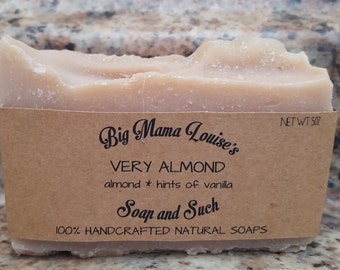 NET WT. 5OZ
Big Mama Louise's
VERY ALMOND
almond * hints of vanilla
Soap and Such
100% HANDCRAFTED NATURAL SOAPS